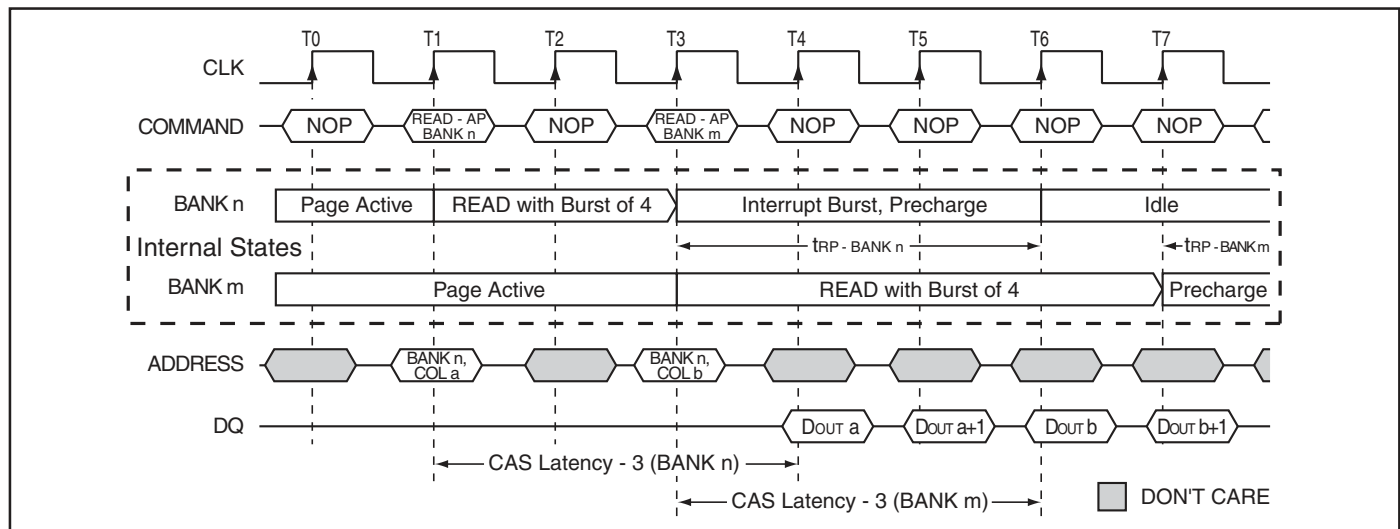 T0 T1 T2 T3 T4 T5 T6 T7
CLK
COMMAND NOP READ - AP BANK n NOP READ - AP BANK m NOP NOP NOP NOP
BANK n Page Active READ with Burst of 4 Interrupt Burst, Precharge Idle
Internal States tRP - BANK n tRP - BANK m
BANK m Page Active READ with Burst of 4 Precharge
ADDRESS BANK n, COL a BANK n, COL b
DQ DOUT a DOUT a+1 DOUT b DOUT b+1
CAS Latency - 3 (BANK n)
CAS Latency - 3 (BANK m) DON'T CARE